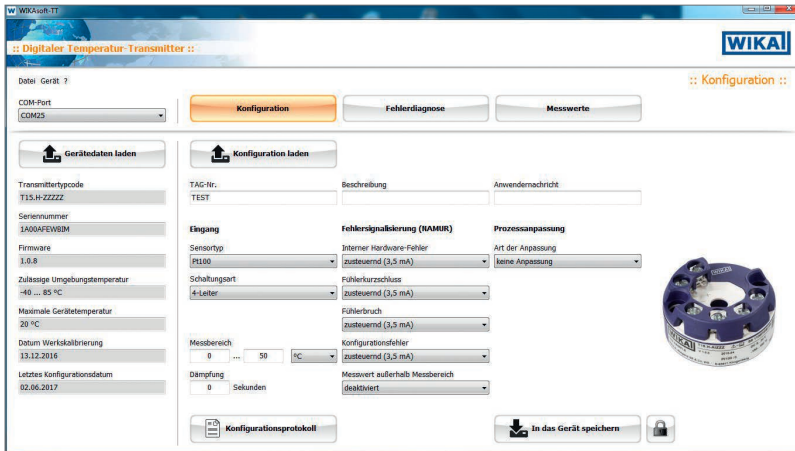 WIKAsoft-TT
:: Digitaler Temperatur-Transmitter ::
WIKA
Datei Gerät ?
:: Konfiguration ::
COM-Port
COM25
Konfiguration
Fehlerdiagnose
Messwerte
Gerätedaten laden
Konfiguration laden
Transmittertypcode
T15.H-ZZZZZ
Seriennummer
1A00AFEWBIM
Firmware
1.0.8
Zulässige Umgebungstemperatur
-40 ... 85 °C
Maximale Gerätetemperatur
20 °C
Datum Werkskalibrierung
13.12.2016
Letztes Konfigurationsdatum
02.06.2017
TAG-Nr.
TEST
Beschreibung
Anwendernachricht
Eingang
Fehlersignalisierung (NAMUR)
Prozessanpassung
Sensortyp
Pt100
Interner Hardware-Fehler
zusteuernd (3,5 mA)
Art der Anpassung
keine Anpassung
Schaltungsart
4-Leiter
Fühlerkurzschluss
zusteuernd (3,5 mA)
Fühlerbruch
zusteuernd (3,5 mA)
Messbereich
0 ... 50 °C
Konfigurationsfehler
zusteuernd (3,5 mA)
Dämpfung
0 Sekunden
Messwert außerhalb Messbereich
deaktiviert
Konfigurationsprotokoll
In das Gerät speichern
WIKA